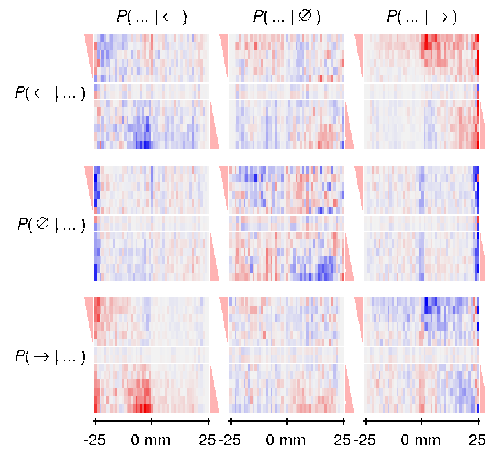 P( ... | ← ) P( ... | ∅ ) P( ... | → )
P( ← | ... )
P( ∅ | ... )
P( → | ... )
-25 0 mm 25 -25 0 mm 25 -25 0 mm 25